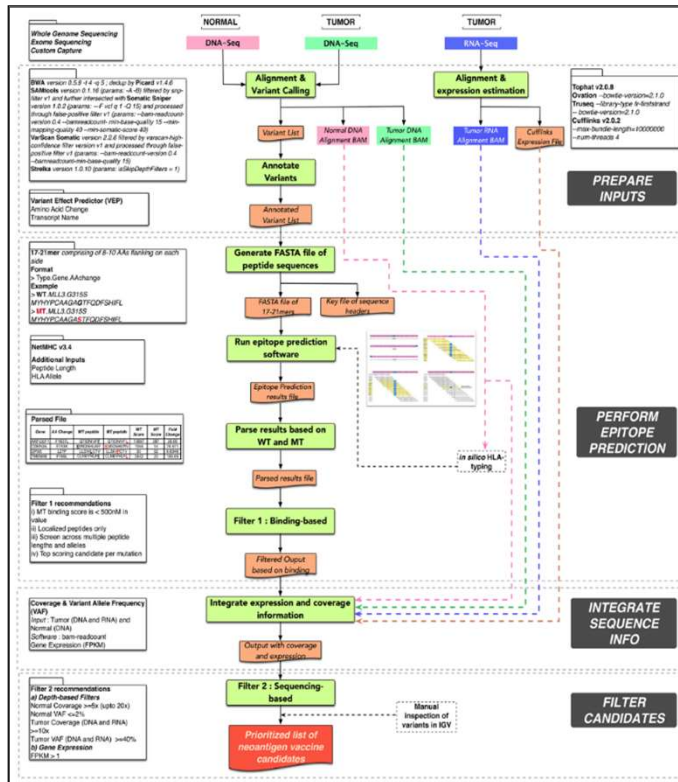 Whole Genome Sequencing
Exome Sequencing
Custom Capture
NORMAL
TUMOR
TUMOR
DNA-Seq
DNA-Seq
RNA-Seq
BWA version 0.5.9 -t 4 -q 5 ; dedup by Picard v1.4.6
SAMtools version 0.1.16 (params: -A -B) filtered by snp-
filter v1 and further intersected with Somatic Sniper
version 1.0.2 (params: -F vcf q 1 -Q 15) and processed
through false-positive filter v1 (params: --bam-readcount-
version 0.4 --bamreadcount- min-base-quality 15 --min-
mapping-quality 40 --min-somatic-score 40)
VarScan Somatic version 2.2.6 filtered by varscan-high-
confidence filter version v1 and processed through false-
positive filter v1 (params: --bam-readcount-version 0.4
--bamreadcount-min-base-quality 15)
Strelka version 1.0.10 (params: isSkipDepthFilters = 1)
Variant Effect Predictor (VEP)
Amino Acid Change
Transcript Name
Alignment &
Variant Calling
Alignment &
expression estimation
Variant List
Normal DNA
Alignment BAM
Tumor DNA
Alignment BAM
Tumor RNA
Alignment BAM
Cufflinks
Expression File
Tophat v2.0.8
Ovation --bowtie-version=2.1.0
Truseq --library-type fr-firststrand
--bowtie-version=2.1.0
Cufflinks v2.0.2
--max-bundle-length=10000000
--num-threads 4
Annotate
Variants
Annotated
Variant List
PREPARE
INPUTS
17-21mer comprising of 8-10 AAs flanking on each
side
Format
> Type.Gene.AAchange
Example
> WT.MLL3.G315S
MYHYPCAAGAGTFQDFSHIFL
> MT.MLL3.G315S
MYHYPCAAGASTFQDFSHIFL
Generate FASTA file of
peptide sequences
FASTA file of
17-21mers
Key file of sequence
headers
NetMHC v3.4
Additional Inputs
Peptide Length
HLA Allele
Run epitope prediction
software
Epitope Prediction
results file
Parsed File
Gene AA Change MT peptide WT peptide MT Score WT Score Fold Change
Parse results based on
WT and MT
Parsed results file
in silico HLA-
typing
PERFORM
EPITOPE
PREDICTION
Filter 1 recommendations
i) MT binding score is < 500nM in
value
ii) Localized peptides only
iii) Screen across multiple peptide
lengths and alleles
iv) Top scoring candidate per mutation
Filter 1 : Binding-based
Filtered Ouput
based on binding
Coverage & Variant Allele Frequency
(VAF)
Input : Tumor (DNA and RNA) and
Normal (DNA)
Software : bam-readcount
Gene Expression (FPKM)
Integrate expression and coverage
information
Output with coverage
and expression
INTEGRATE
SEQUENCE
INFO
Filter 2 recommendations
a) Depth-based Filters
Normal Coverage >=5x (upto 20x)
Normal VAF <=2%
Tumor Coverage (DNA and RNA)
>=10x
Tumor VAF (DNA and RNA) >=40%
b) Gene Expression
FPKM > 1
Filter 2 : Sequencing-
based
Manual
inspection of
variants in IGV
Prioritized list of
neoantigen vaccine
candidates
FILTER
CANDIDATES